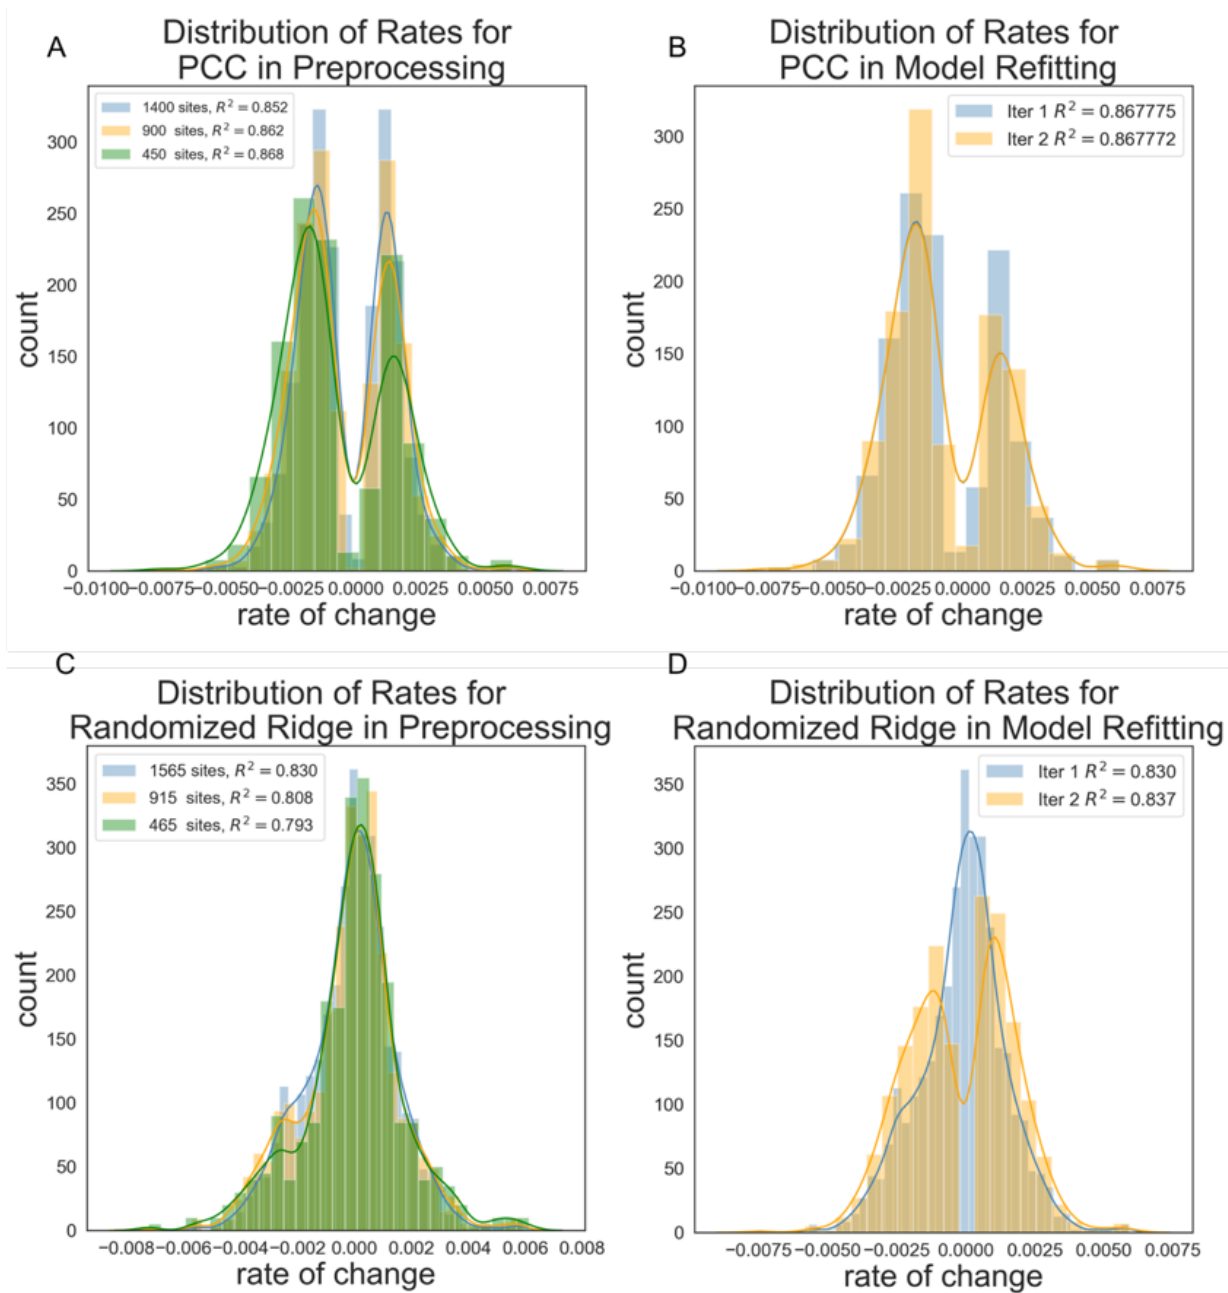 A
Distribution of Rates for
PCC in Preprocessing
1400 sites, R² = 0.852
900 sites, R² = 0.862
450 sites, R² = 0.868
300
250
200
150
100
50
0
count
−0.0100−0.0075−0.0050−0.0025 0.0000 0.0025 0.0050 0.0075
rate of change
B
Distribution of Rates for
PCC in Model Refitting
Iter 1 R² = 0.867775
Iter 2 R² = 0.867772
300
250
200
150
100
50
0
count
−0.0100−0.0075−0.0050−0.0025 0.0000 0.0025 0.0050 0.0075
rate of change
C
Distribution of Rates for
Randomized Ridge in Preprocessing
1565 sites, R² = 0.830
915 sites, R² = 0.808
465 sites, R² = 0.793
350
300
250
200
150
100
50
0
count
−0.008 −0.006 −0.004 −0.002 0.000 0.002 0.004 0.006 0.008
rate of change
D
Distribution of Rates for
Randomized Ridge in Model Refitting
Iter 1 R² = 0.830
Iter 2 R² = 0.837
350
300
250
200
150
100
50
0
count
−0.0075−0.0050−0.0025 0.0000 0.0025 0.0050 0.0075
rate of change